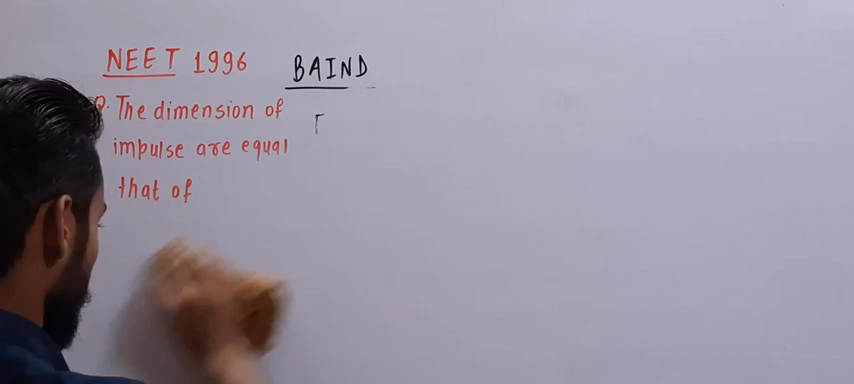 NEET 1996
BAIND
Q. The dimension of
impulse are equal
that of